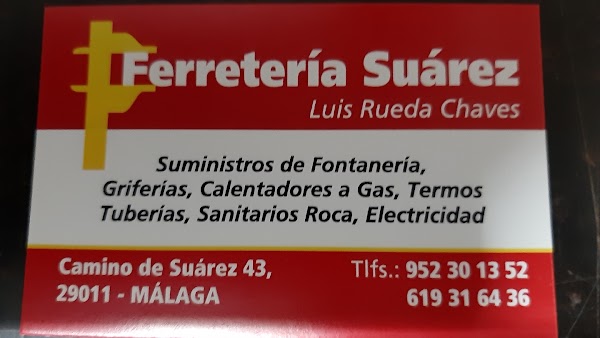 Ferretería Suárez
Luis Rueda Chaves
Suministros de Fontanería,
Griferías, Calentadores a Gas, Termos
Tuberías, Sanitarios Roca, Electricidad
Camino de Suárez 43,
29011 - MÁLAGA
Tlfs.: 952 30 13 52
619 31 64 36